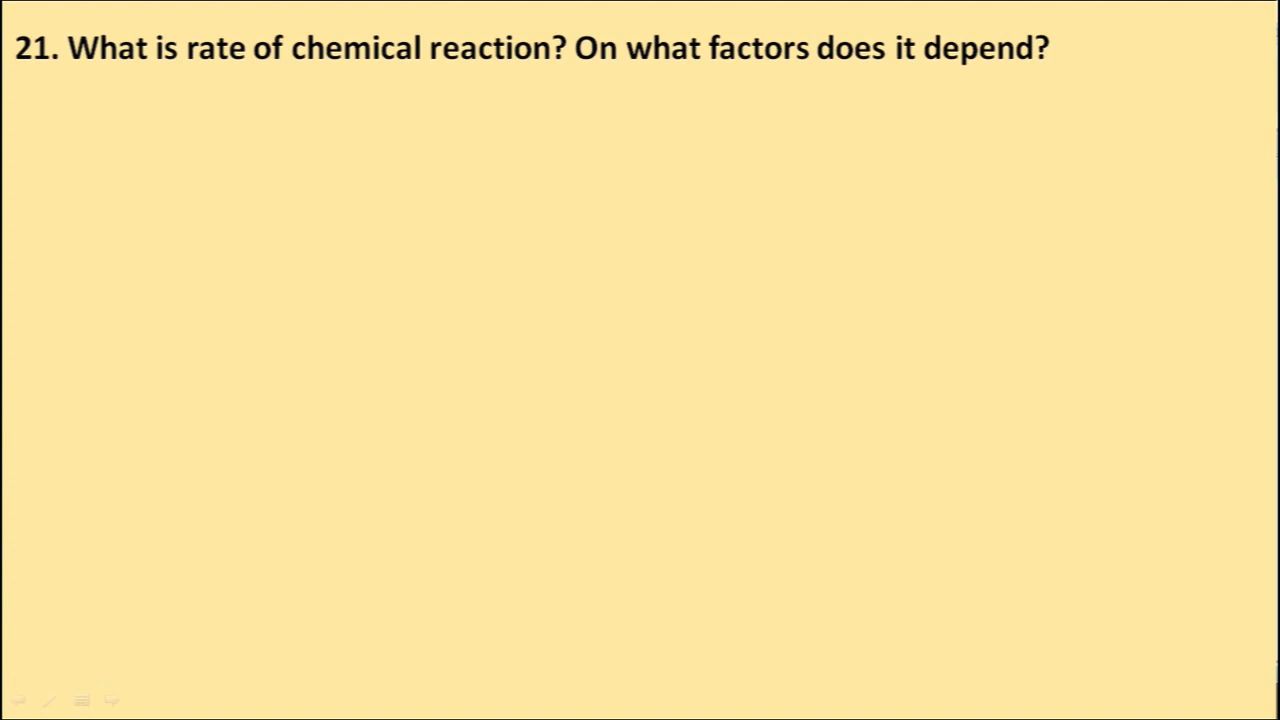 21. What is rate of chemical reaction? On what factors does it depend?